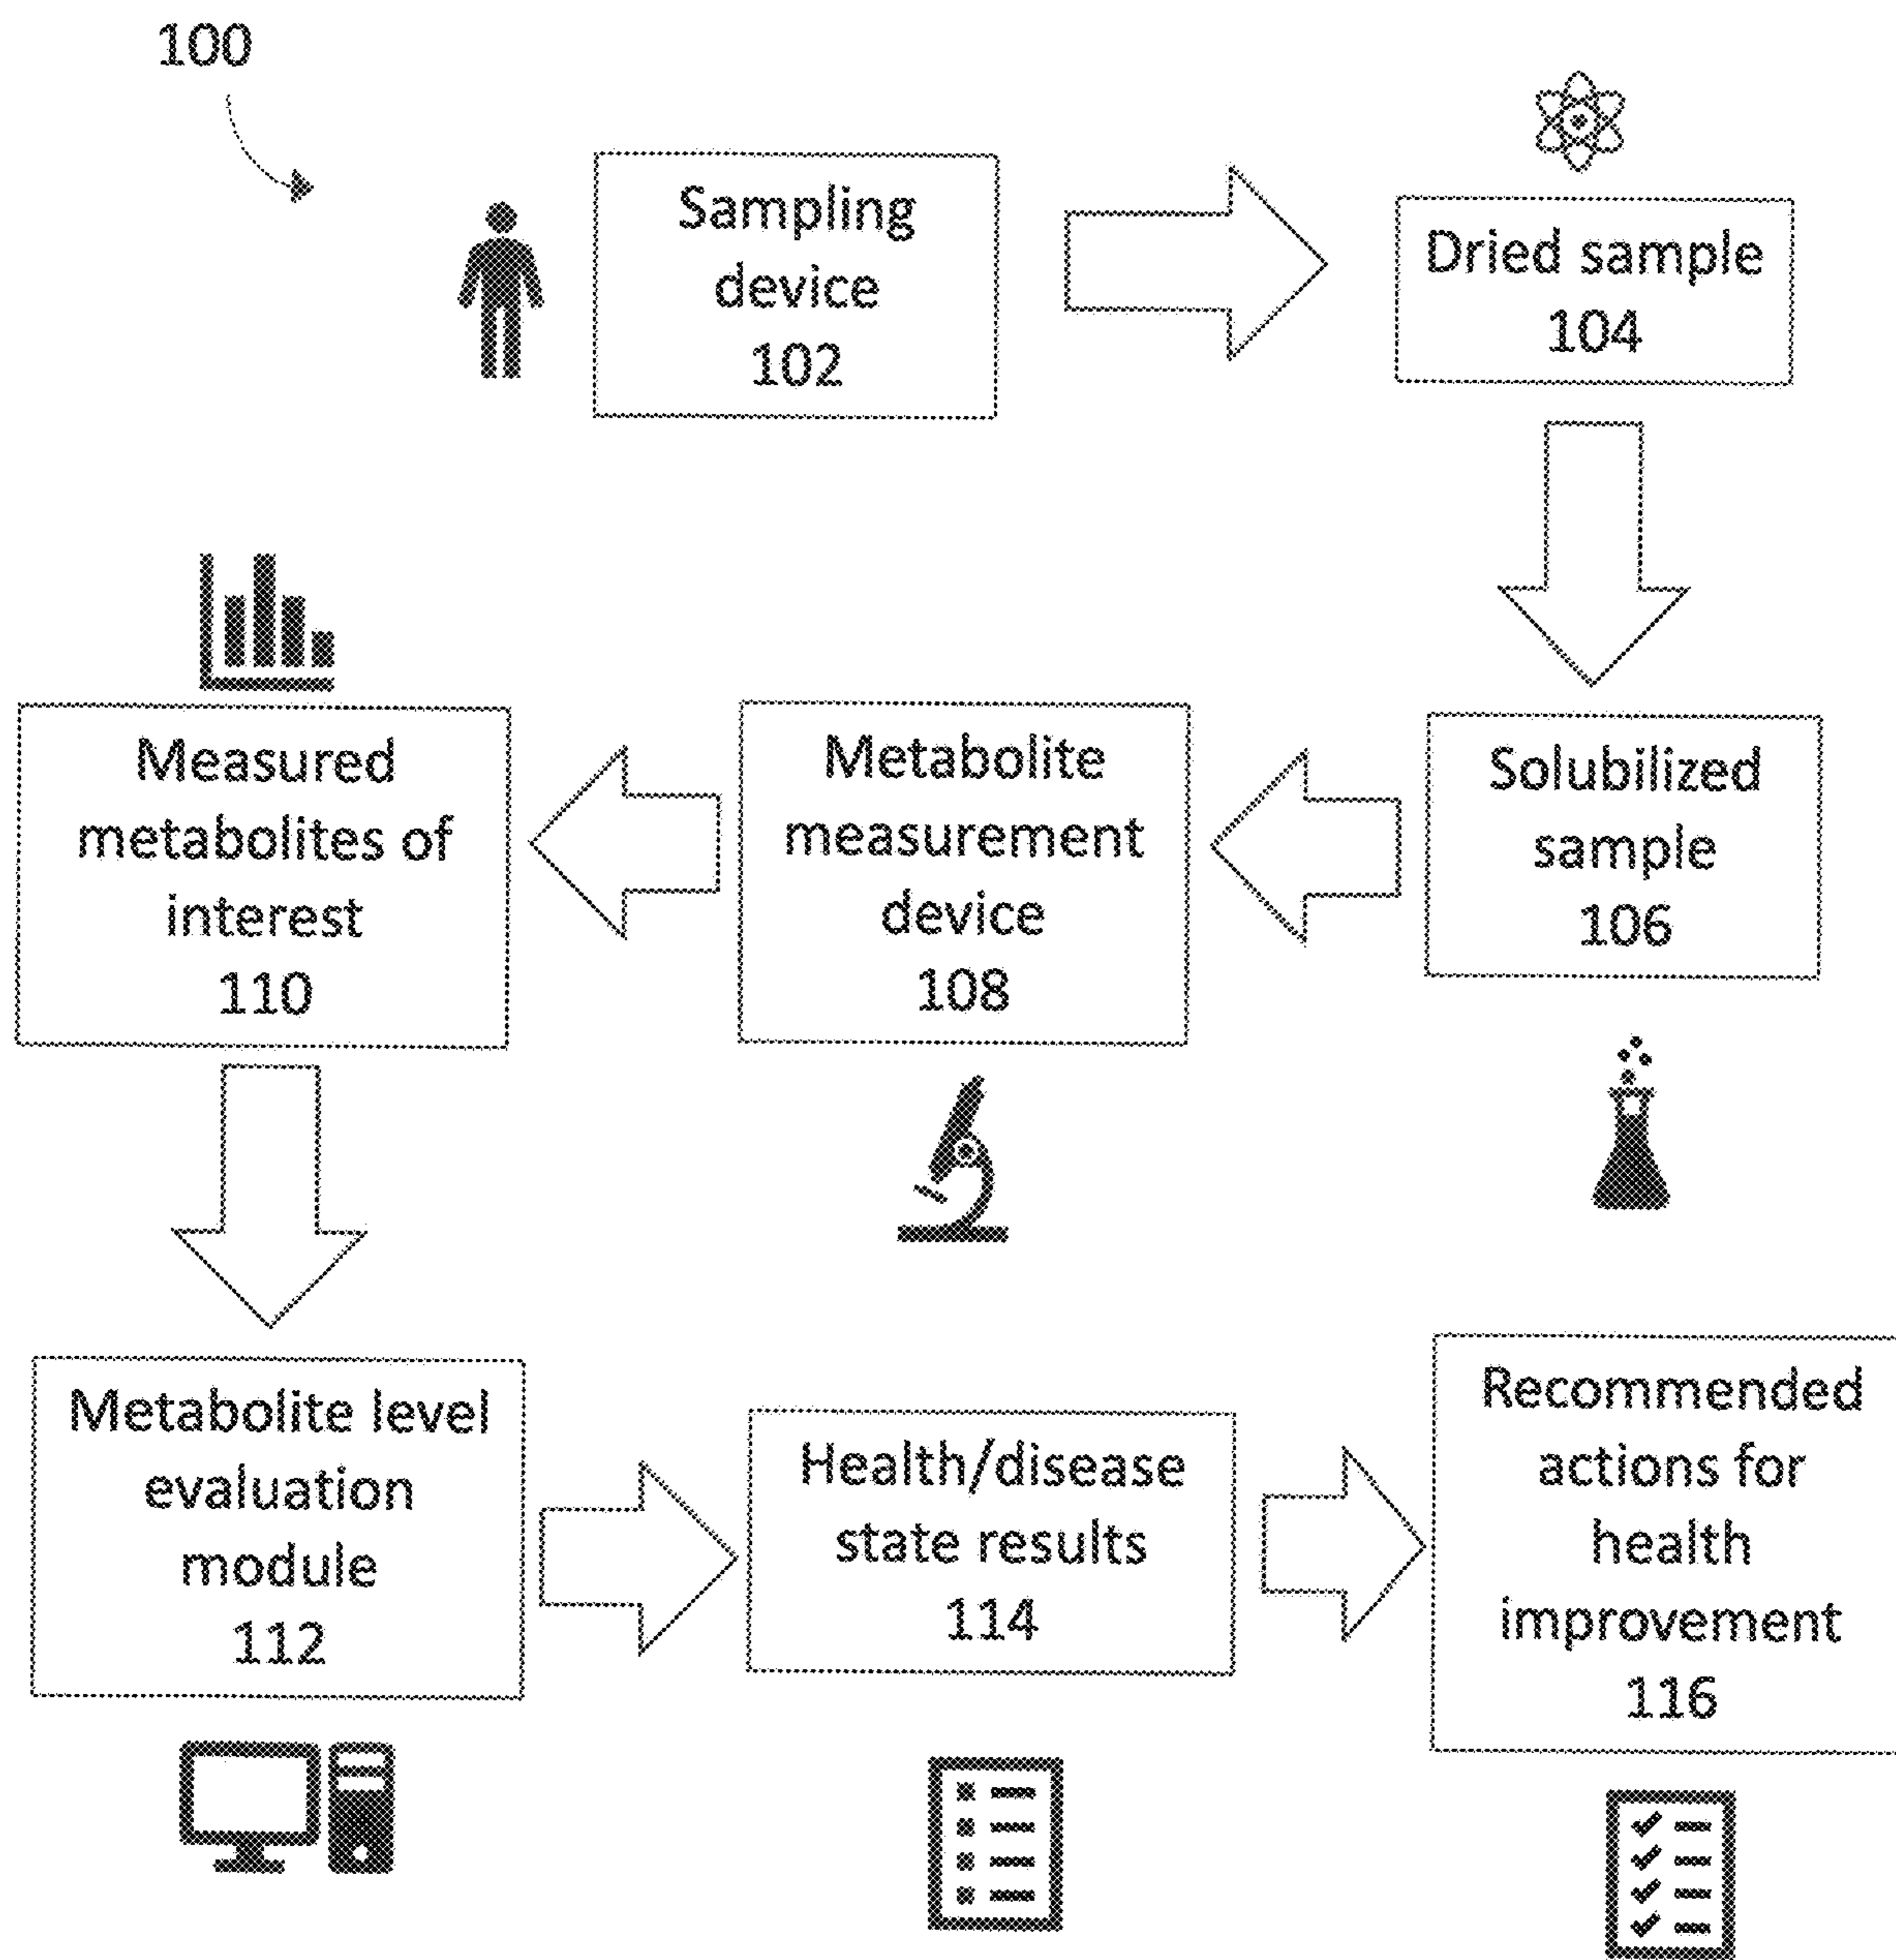 100
Sampling
device
102
Dried sample
104
Solubilized
sample
106
Metabolite
measurement
device
108
Measured
metabolites of
interest
110
Metabolite level
evaluation
module
112
Health/disease
state results
114
Recommended
actions for
health
improvement
116